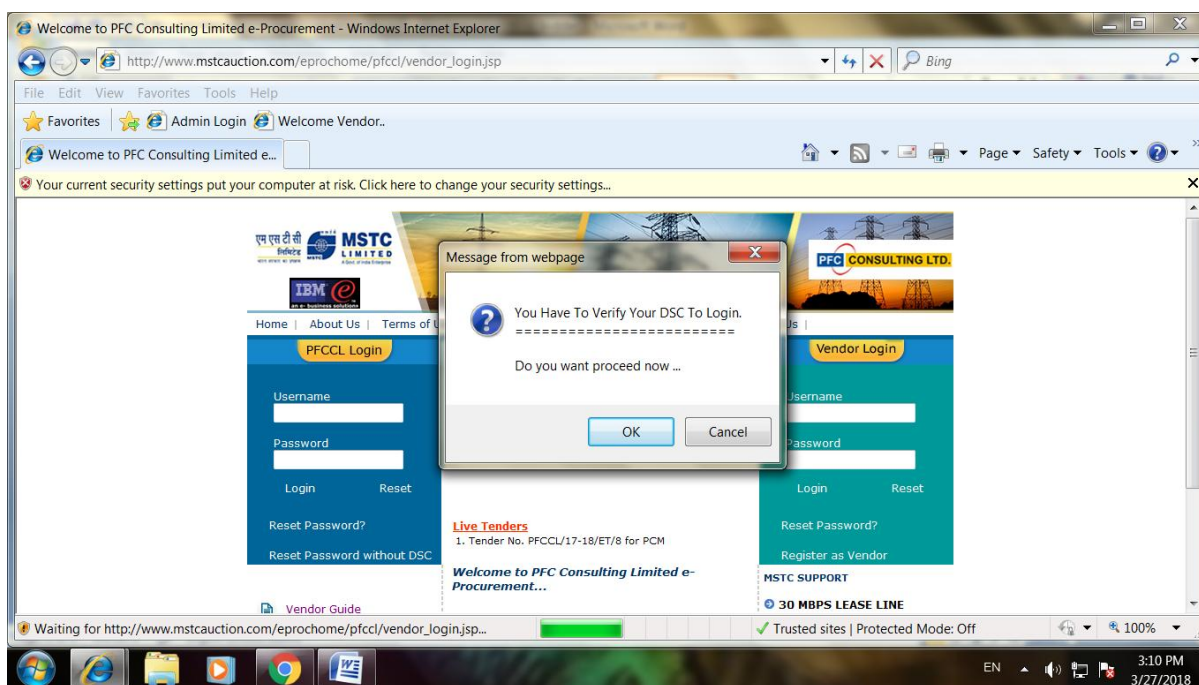 Welcome to PFC Consulting Limited e-Procurement - Windows Internet Explorer
http://www.mstcauction.com/eprochome/pfccl/vendor_login.jsp
Bing
File Edit View Favorites Tools Help
Favorites Admin Login Welcome Vendor..
Welcome to PFC Consulting Limited e...
Page Safety Tools
Your current security settings put your computer at risk. Click here to change your security settings...
एम एस टी सी
लिमिटेड
MSTC
LIMITED
PFC CONSULTING LTD.
IBM
an e-business solution
Message from webpage
You Have To Verify Your DSC To Login.
==========================
Do you want proceed now ...
OK Cancel
Home | About Us | Terms of
PFCCL Login
Username
Password
Login Reset
Reset Password?
Reset Password without DSC
Vendor Guide
Live Tenders
1. Tender No. PFCCL/17-18/ET/8 for PCM
Welcome to PFC Consulting Limited e-
Procurement...
Vendor Login
Username
Password
Login Reset
Reset Password?
Register as Vendor
MSTC SUPPORT
30 MBPS LEASE LINE
Waiting for http://www.mstcauction.com/eprochome/pfccl/vendor_login.jsp...
Trusted sites | Protected Mode: Off
100%
EN
3:10 PM
3/27/2018